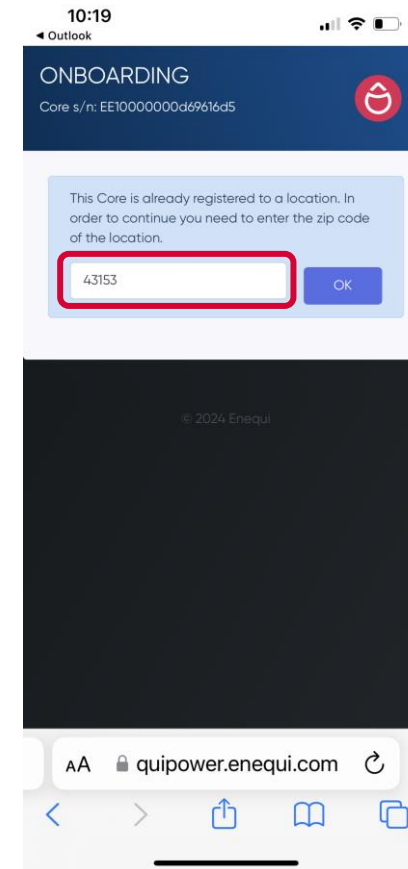 10:19
◀ Outlook
ONBOARDING
Core s/n: EE10000000d69616d5
This Core is already registered to a location. In
order to continue you need to enter the zip code
of the location.
43153
OK
© 2024 Enequi
AA quipower.enequi.com